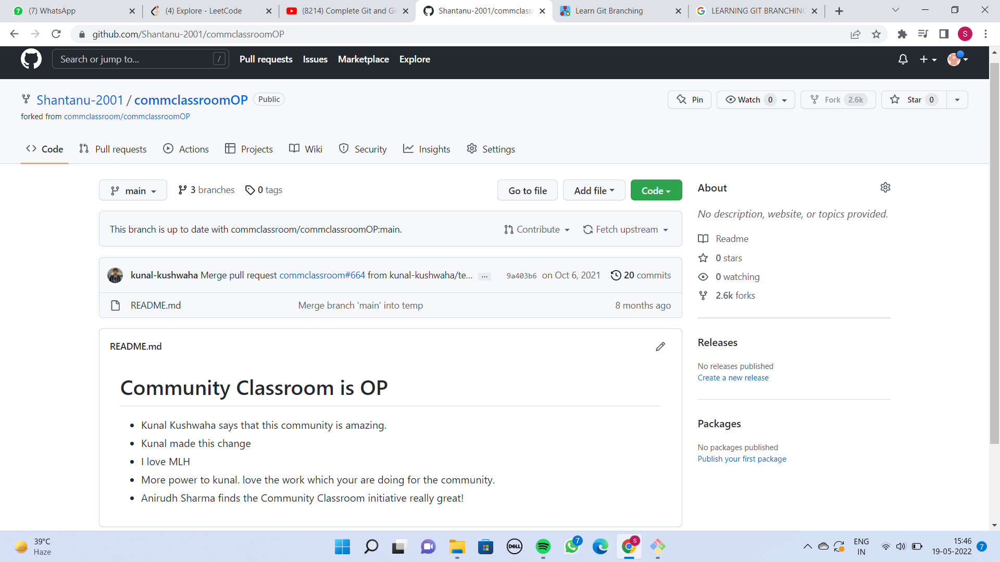 (7) WhatsApp
(4) Explore - LeetCode
(8214) Complete Git and Gi
Shantanu-2001/commclass
Learn Git Branching
LEARNING GIT BRANCHING
github.com/Shantanu-2001/commclassroomOP
S
Search or jump to... /
Pull requests Issues Marketplace Explore
Shantanu-2001 / commclassroomOP Public
Pin
Watch 0
Fork 2.6k
Star 0
forked from commclassroom/commclassroomOP
Code Pull requests Actions Projects Wiki Security Insights Settings
main 3 branches 0 tags
Go to file Add file Code
This branch is up to date with commclassroom/commclassroomOP:main.
Contribute Fetch upstream
kunal-kushwaha Merge pull request commclassroom#664 from kunal-kushwaha/te... ... 9a403b6 on Oct 6, 2021 20 commits
README.md Merge branch 'main' into temp 8 months ago
README.md
Community Classroom is OP
• Kunal Kushwaha says that this community is amazing.
• Kunal made this change
• I love MLH
• More power to kunal. love the work which your are doing for the community.
• Anirudh Sharma finds the Community Classroom initiative really great!
About
No description, website, or topics provided.
Readme
0 stars
0 watching
2.6k forks
Releases
No releases published
Create a new release
Packages
No packages published
Publish your first package
39°C
Haze
DELL
7
S
ENG
IN
15:46
19-05-2022
7